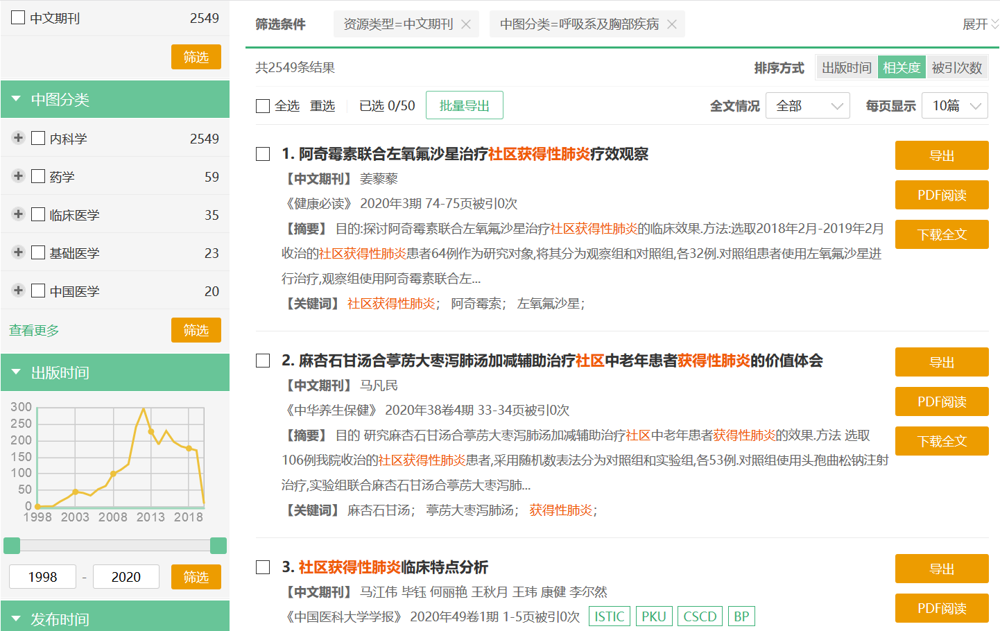 中文期刊 2549
筛选
中图分类
内科学 2549
药学 59
临床医学 35
基础医学 23
中国医学 20
查看更多 筛选
出版时间
300
250
200
150
100
50
0
1998 2003 2008 2013 2018
1998 - 2020 筛选
发布时间
筛选条件 资源类型=中文期刊 中图分类=呼吸系及胸部疾病 展开
共2549条结果 排序方式 出版时间 相关度 被引次数
全选 重选 已选 0/50 批量导出 全文情况 全部 每页显示 10篇
1. 阿奇霉素联合左氧氟沙星治疗社区获得性肺炎疗效观察 导出
【中文期刊】 姜藜藜
《健康必读》 2020年3期 74-75页被引0次 PDF阅读
【摘要】 目的:探讨阿奇霉素联合左氧氟沙星治疗社区获得性肺炎的临床效果.方法:选取2018年2月-2019年2月 下载全文
收治的社区获得性肺炎患者64例作为研究对象,将其分为观察组和对照组,各32例.对照组患者使用左氧氟沙星进
行治疗,观察组使用阿奇霉素联合左...
【关键词】 社区获得性肺炎； 阿奇霉索； 左氧氟沙星；
2. 麻杏石甘汤合葶苈大枣泻肺汤加减辅助治疗社区中老年患者获得性肺炎的价值体会 导出
【中文期刊】 马凡民
《中华养生保健》 2020年38卷4期 33-34页被引0次 PDF阅读
【摘要】 目的 研究麻杏石甘汤合葶苈大枣泻肺汤加减辅助治疗社区中老年患者获得性肺炎的效果.方法 选取 下载全文
106例我院收治的社区获得性肺炎患者,采用随机数表法分为对照组和实验组,各53例.对照组使用头孢曲松钠注射
治疗,实验组联合麻杏石甘汤合葶苈大枣泻肺...
【关键词】 麻杏石甘汤； 葶苈大枣泻肺汤； 获得性肺炎；
3. 社区获得性肺炎临床特点分析 导出
【中文期刊】 马江伟 毕钰 何丽艳 王秋月 王玮 康健 李尔然
《中国医科大学学报》 2020年49卷1期 1-5页被引0次 ISTIC PKU CSCD BP PDF阅读